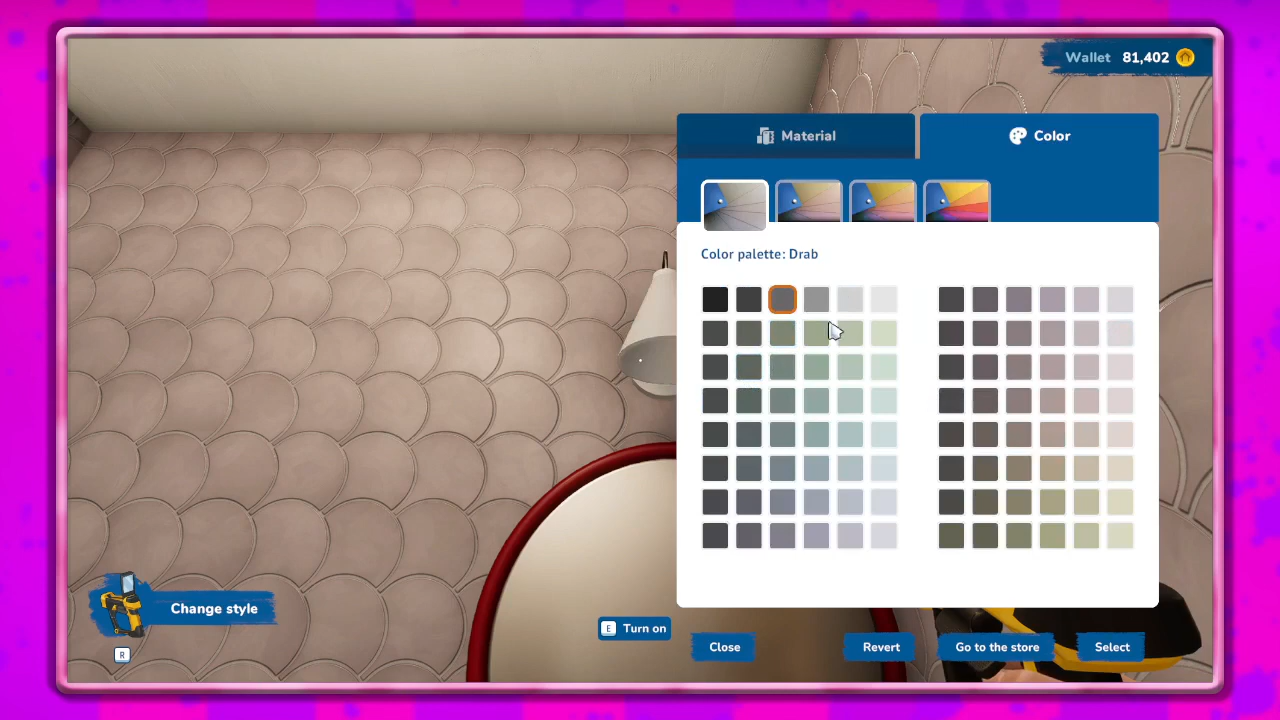 Wallet 81,402
Material
Color
Color palette: Drab
Change style
R
E Turn on
Close
Revert
Go to the store
Select